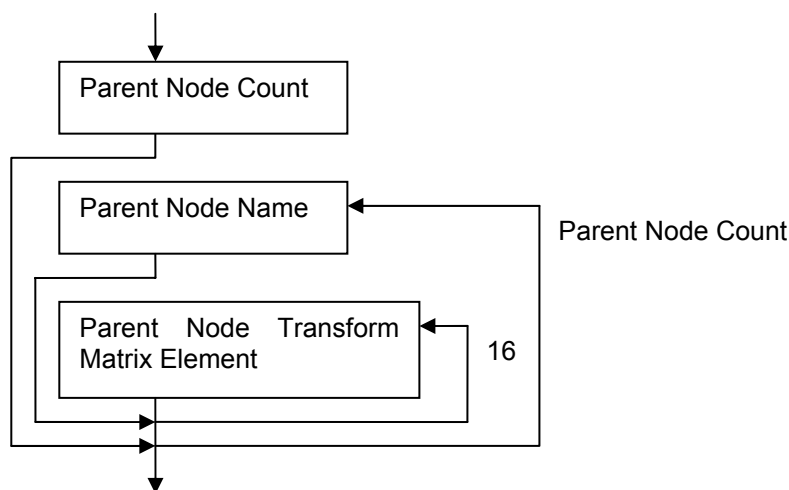 Parent Node Count
Parent Node Name
Parent Node Count
Parent Node Transform
Matrix Element
16